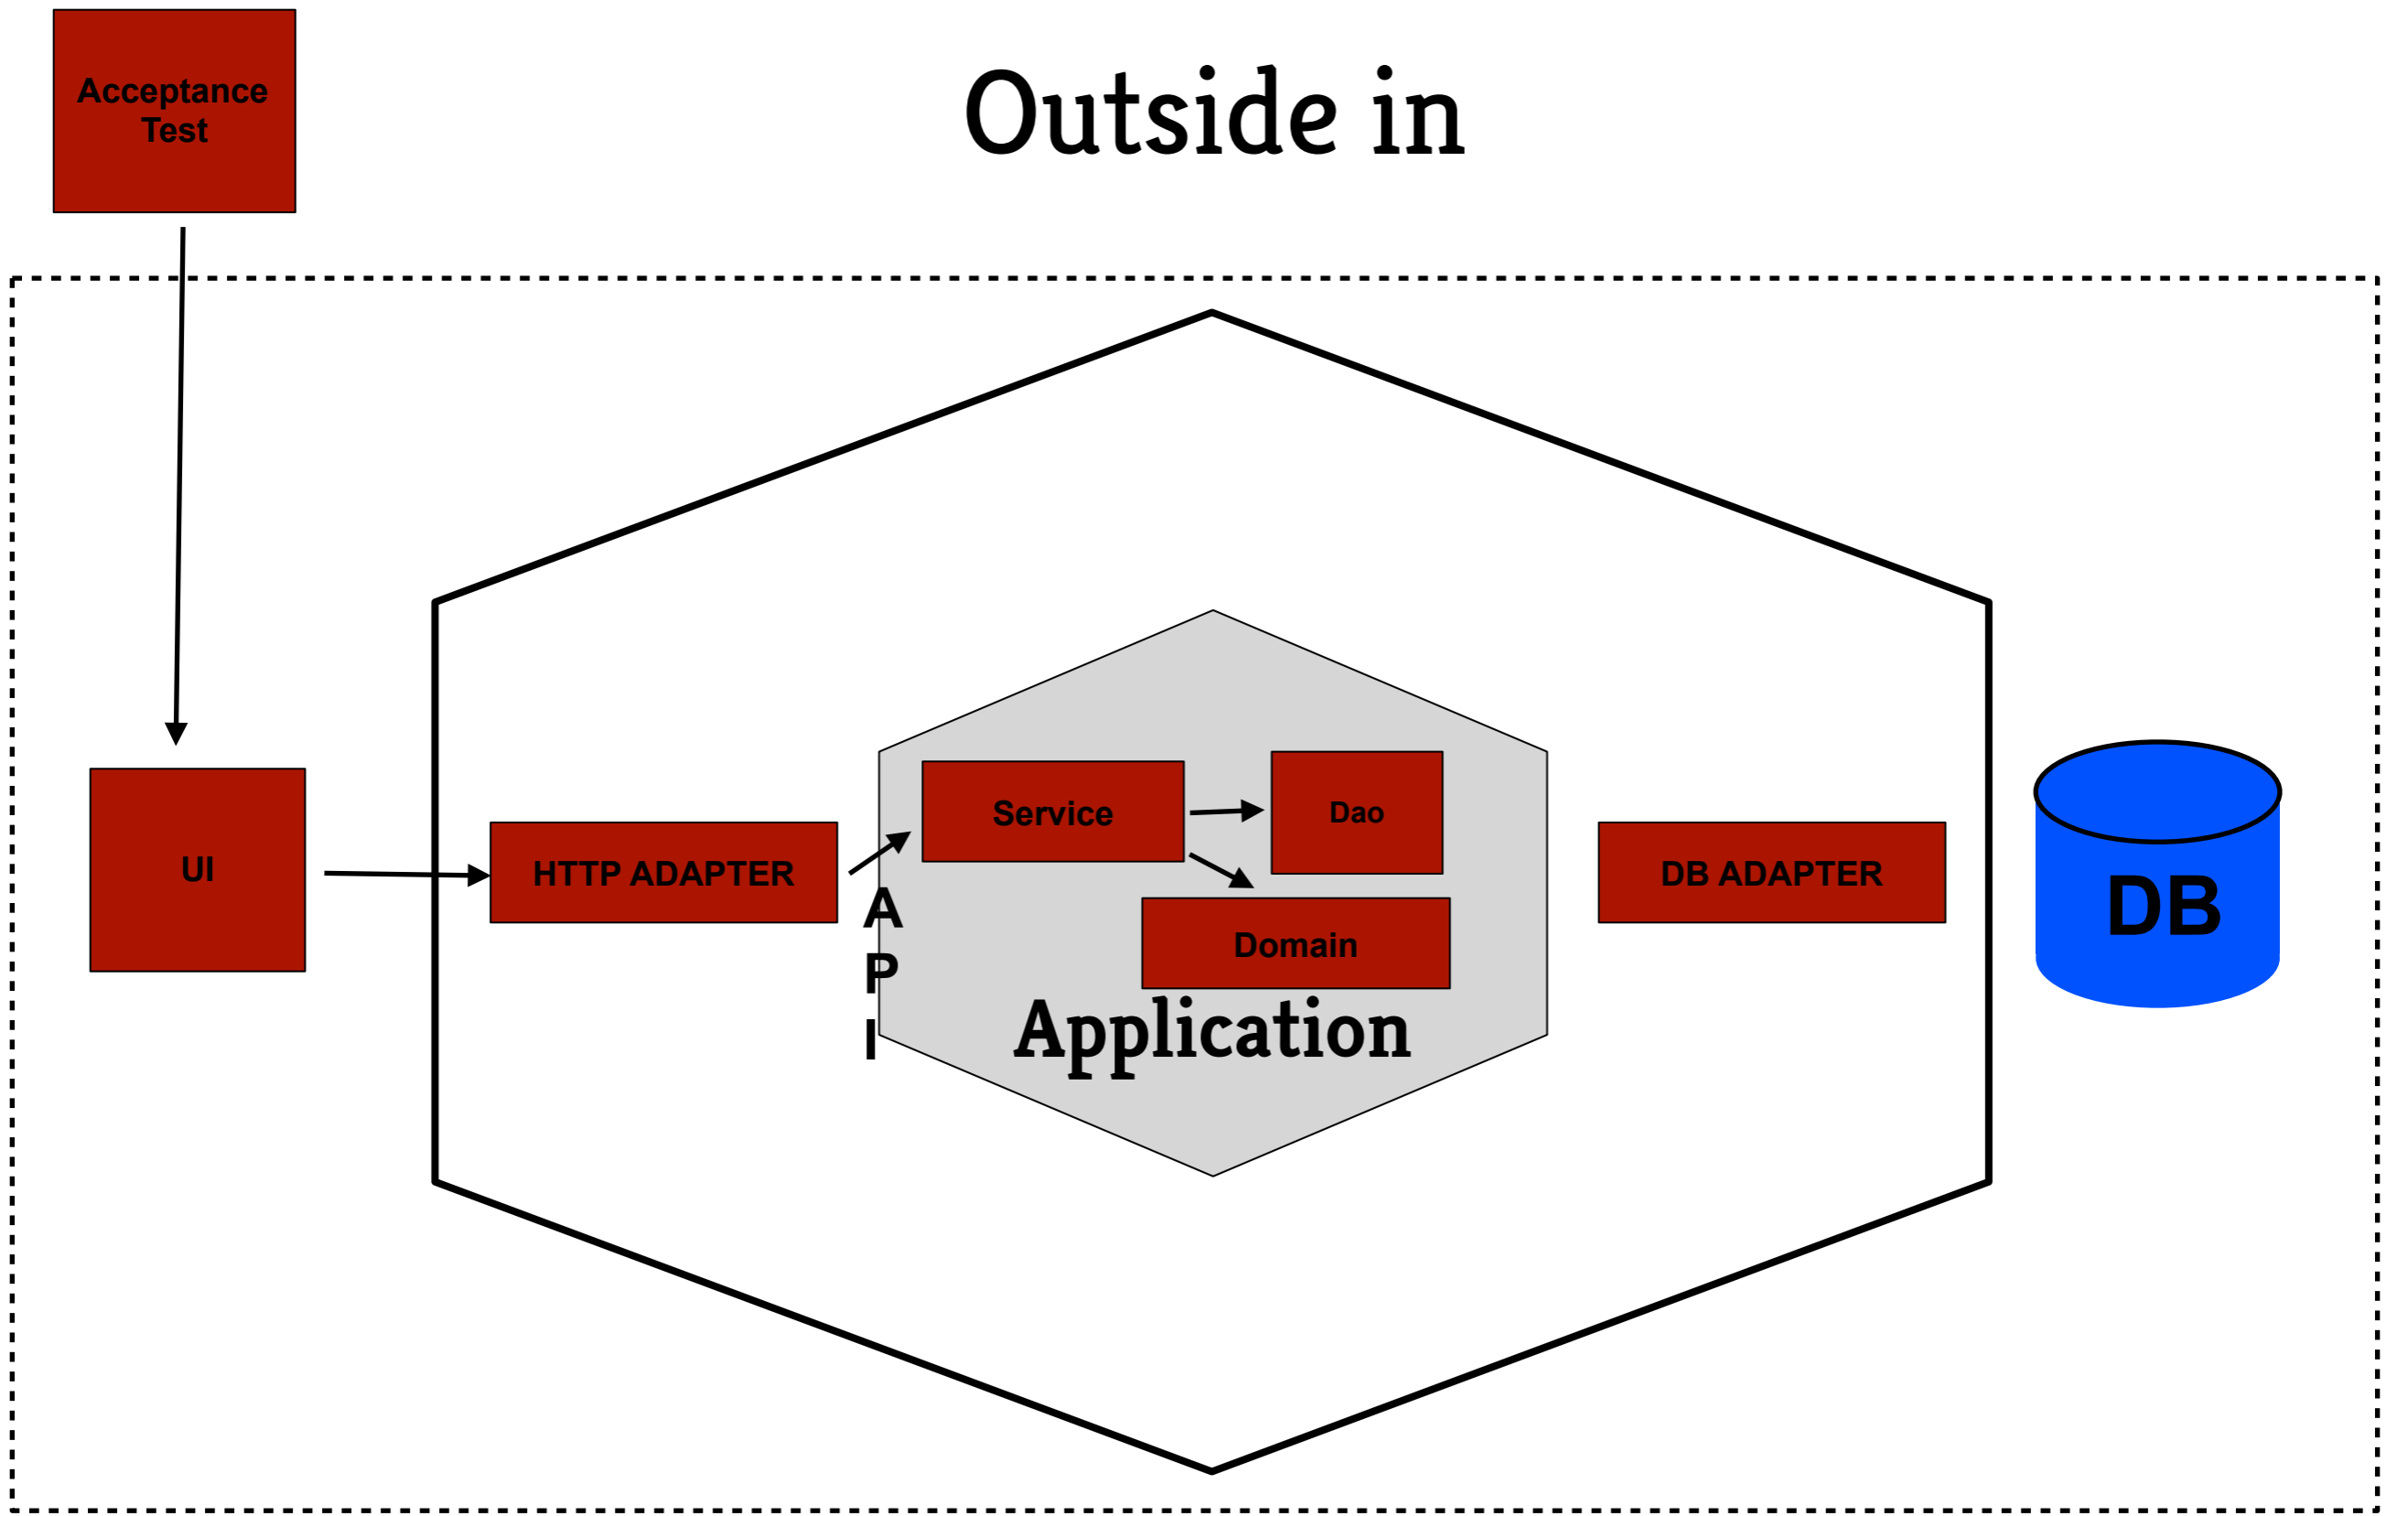 Acceptance
Test
Outside in
UI
HTTP ADAPTER
A
P
I
Service
Dao
Domain
Application
DB ADAPTER
DB